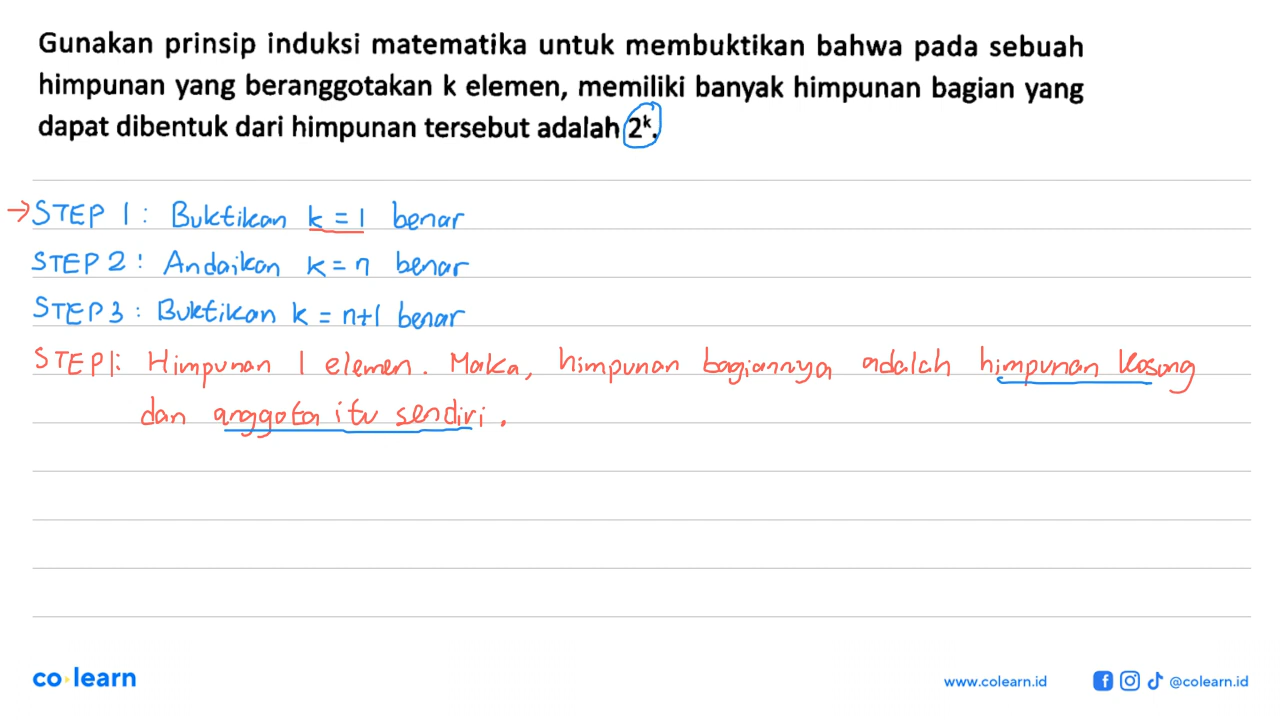 Gunakan prinsip induksi matematika untuk membuktikan bahwa pada sebuah
himpunan yang beranggotakan k elemen, memiliki banyak himpunan bagian yang
dapat dibentuk dari himpunan tersebut adalah 2ᵏ.
→ STEP 1 : Buktikan k = 1 benar
STEP 2 : Andaikan k = n benar
STEP 3 : Buktikan k = n+1 benar
STEP 1: Himpunan 1 elemen. Maka, himpunan bagiannya adalah himpunan kosong
dan anggota itu sendiri.
co learn
www.colearn.id
@colearn.id